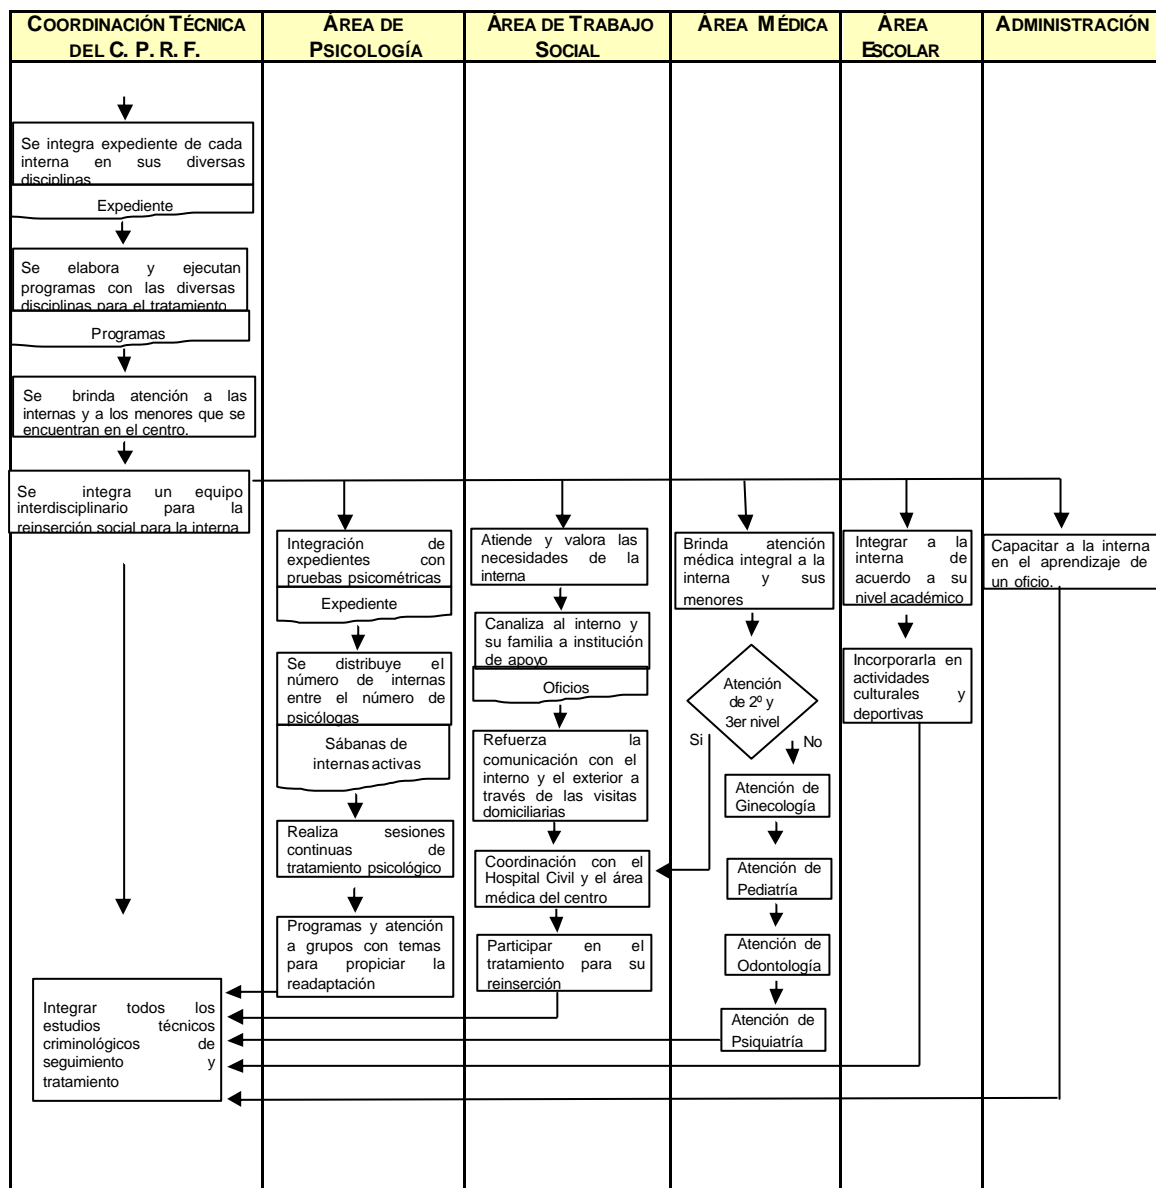 COORDINACIÓN TÉCNICA
DEL C. P. R. F.
ÁREA DE
PSICOLOGÍA
ÁREA DE TRABAJO
SOCIAL
ÁREA MÉDICA
ÁREA
ESCOLAR
ADMINISTRACIÓN
Se integra expediente de cada
interna en sus diversas
disciplinas
Expediente
Se elabora y ejecutan
programas con las diversas
disciplinas para el tratamiento
Programas
Se brinda atención a las
internas y a los menores que se
encuentran en el centro.
Se integra un equipo
interdisciplinario para la
reinserción social para la interna
Integrar todos los
estudios técnicos
criminológicos de
seguimiento y
tratamiento
Integración de
expedientes con
pruebas psicométricas
Expediente
Se distribuye el
número de internas
entre el número de
psicólogas
Sábanas de
internas activas
Realiza sesiones
continuas de
tratamiento psicológico
Programas y atención
a grupos con temas
para propiciar la
readaptación
Atiende y valora las
necesidades de la
interna
Canaliza al interno y
su familia a institución
de apoyo
Oficios
Refuerza la
comunicación con el
interno y el exterior a
través de las visitas
domiciliarias
Coordinación con el
Hospital Civil y el área
médica del centro
Participar en el
tratamiento para su
reinserción
Brinda atención
médica integral a la
interna y sus
menores
Atención
de 2º y
3er nivel
Si
No
Atención de
Ginecología
Atención de
Pediatría
Atención de
Odontología
Atención de
Psiquiatría
Integrar a la
interna de
acuerdo a su
nivel académico
Incorporarla en
actividades
culturales y
deportivas
Capacitar a la interna
en el aprendizaje de
un oficio.